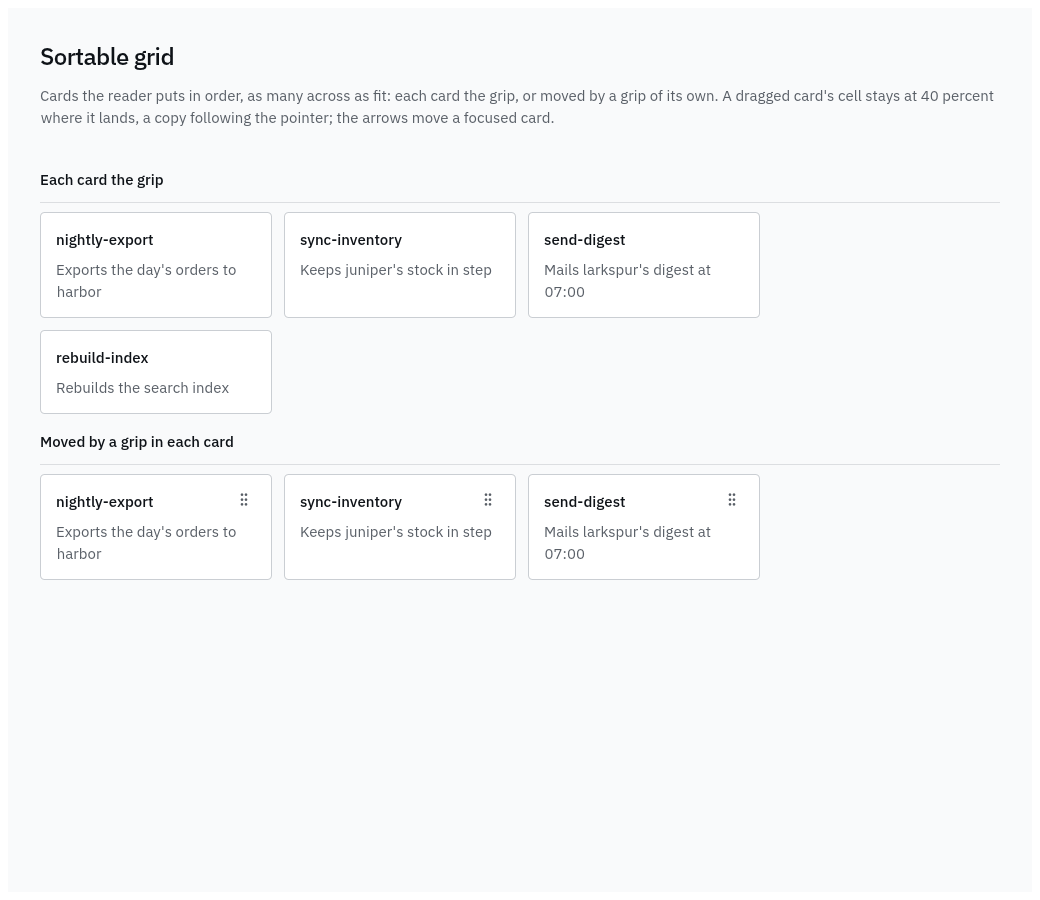 Sortable grid
Cards the reader puts in order, as many across as fit: each card the grip, or moved by a grip of its own. A dragged card's cell stays at 40 percent
where it lands, a copy following the pointer; the arrows move a focused card.
Each card the grip
nightly-export
Exports the day's orders to
harbor
sync-inventory
Keeps juniper's stock in step
send-digest
Mails larkspur's digest at
07:00
rebuild-index
Rebuilds the search index
Moved by a grip in each card
nightly-export
Exports the day's orders to
harbor
sync-inventory
Keeps juniper's stock in step
send-digest
Mails larkspur's digest at
07:00